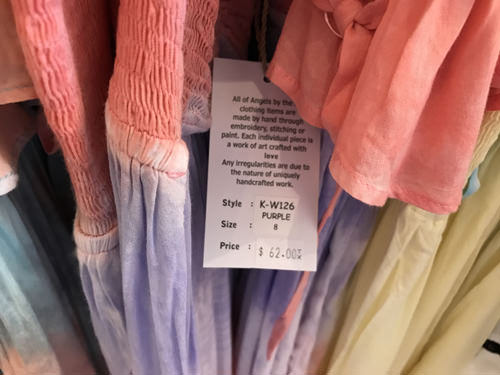 All of Angels by the
clothing items are
made by hand through
embroidery, stitching or
paint. Each individual piece is
a work of art crafted with
love
Any irregularities are due to
the nature of uniquely
handcrafted work.
Style : K-W126
PURPLE
Size : 8
Price : $ 62.00